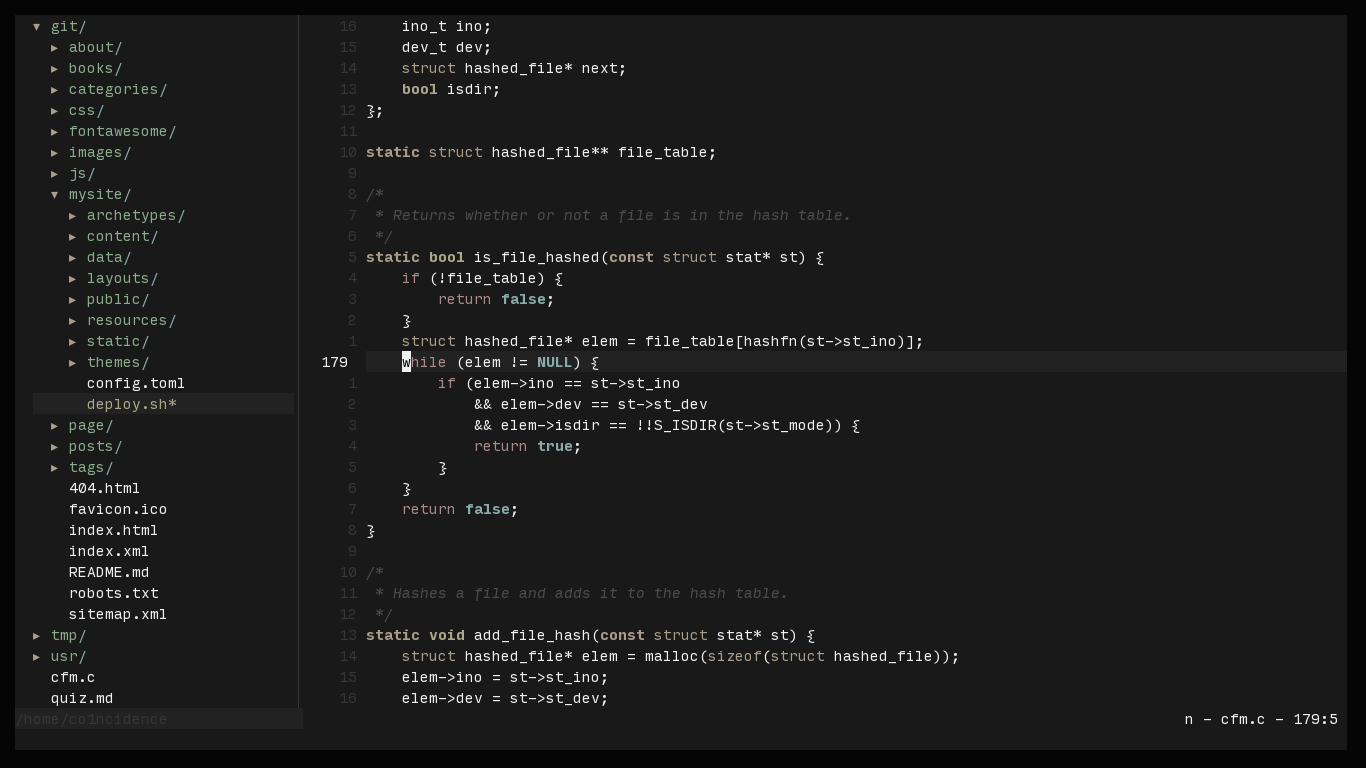 ▾ git/
▸ about/
▸ books/
▸ categories/
▸ css/
▸ fontawesome/
▸ images/
▸ js/
▾ mysite/
▸ archetypes/
▸ content/
▸ data/
▸ layouts/
▸ public/
▸ resources/
▸ static/
▸ themes/
config.toml
deploy.sh*
▸ page/
▸ posts/
▸ tags/
404.html
favicon.ico
index.html
index.xml
README.md
robots.txt
sitemap.xml
▸ tmp/
▸ usr/
cfm.c
quiz.md
/home/co1ncidence
16     ino_t ino;
15     dev_t dev;
14     struct hashed_file* next;
13     bool isdir;
12 };
11
10 static struct hashed_file** file_table;
9
8 /*
7  * Returns whether or not a file is in the hash table.
6  */
5 static bool is_file_hashed(const struct stat* st) {
4     if (!file_table) {
3         return false;
2     }
1     struct hashed_file* elem = file_table[hashfn(st->st_ino)];
179     while (elem != NULL) {
1         if (elem->ino == st->st_ino
2             && elem->dev == st->st_dev
3             && elem->isdir == !!S_ISDIR(st->st_mode)) {
4             return true;
5         }
6     }
7     return false;
8 }
9
10 /*
11  * Hashes a file and adds it to the hash table.
12  */
13 static void add_file_hash(const struct stat* st) {
14     struct hashed_file* elem = malloc(sizeof(struct hashed_file));
15     elem->ino = st->st_ino;
16     elem->dev = st->st_dev;
n – cfm.c – 179:5